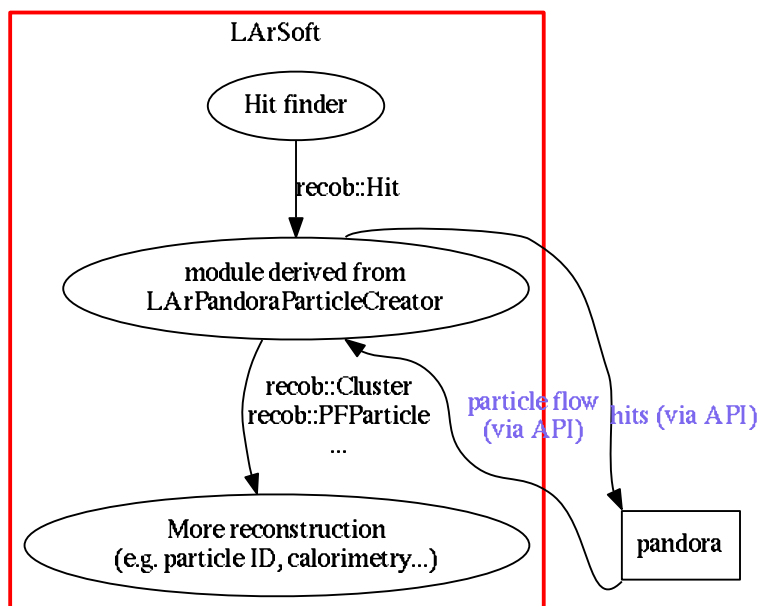 LArSoft
Hit finder
recob::Hit
module derived from
LArPandoraParticleCreator
recob::Cluster
recob::PFParticle
...
particle flow
(via API)
hits (via API)
More reconstruction
(e.g. particle ID, calorimetry...)
pandora